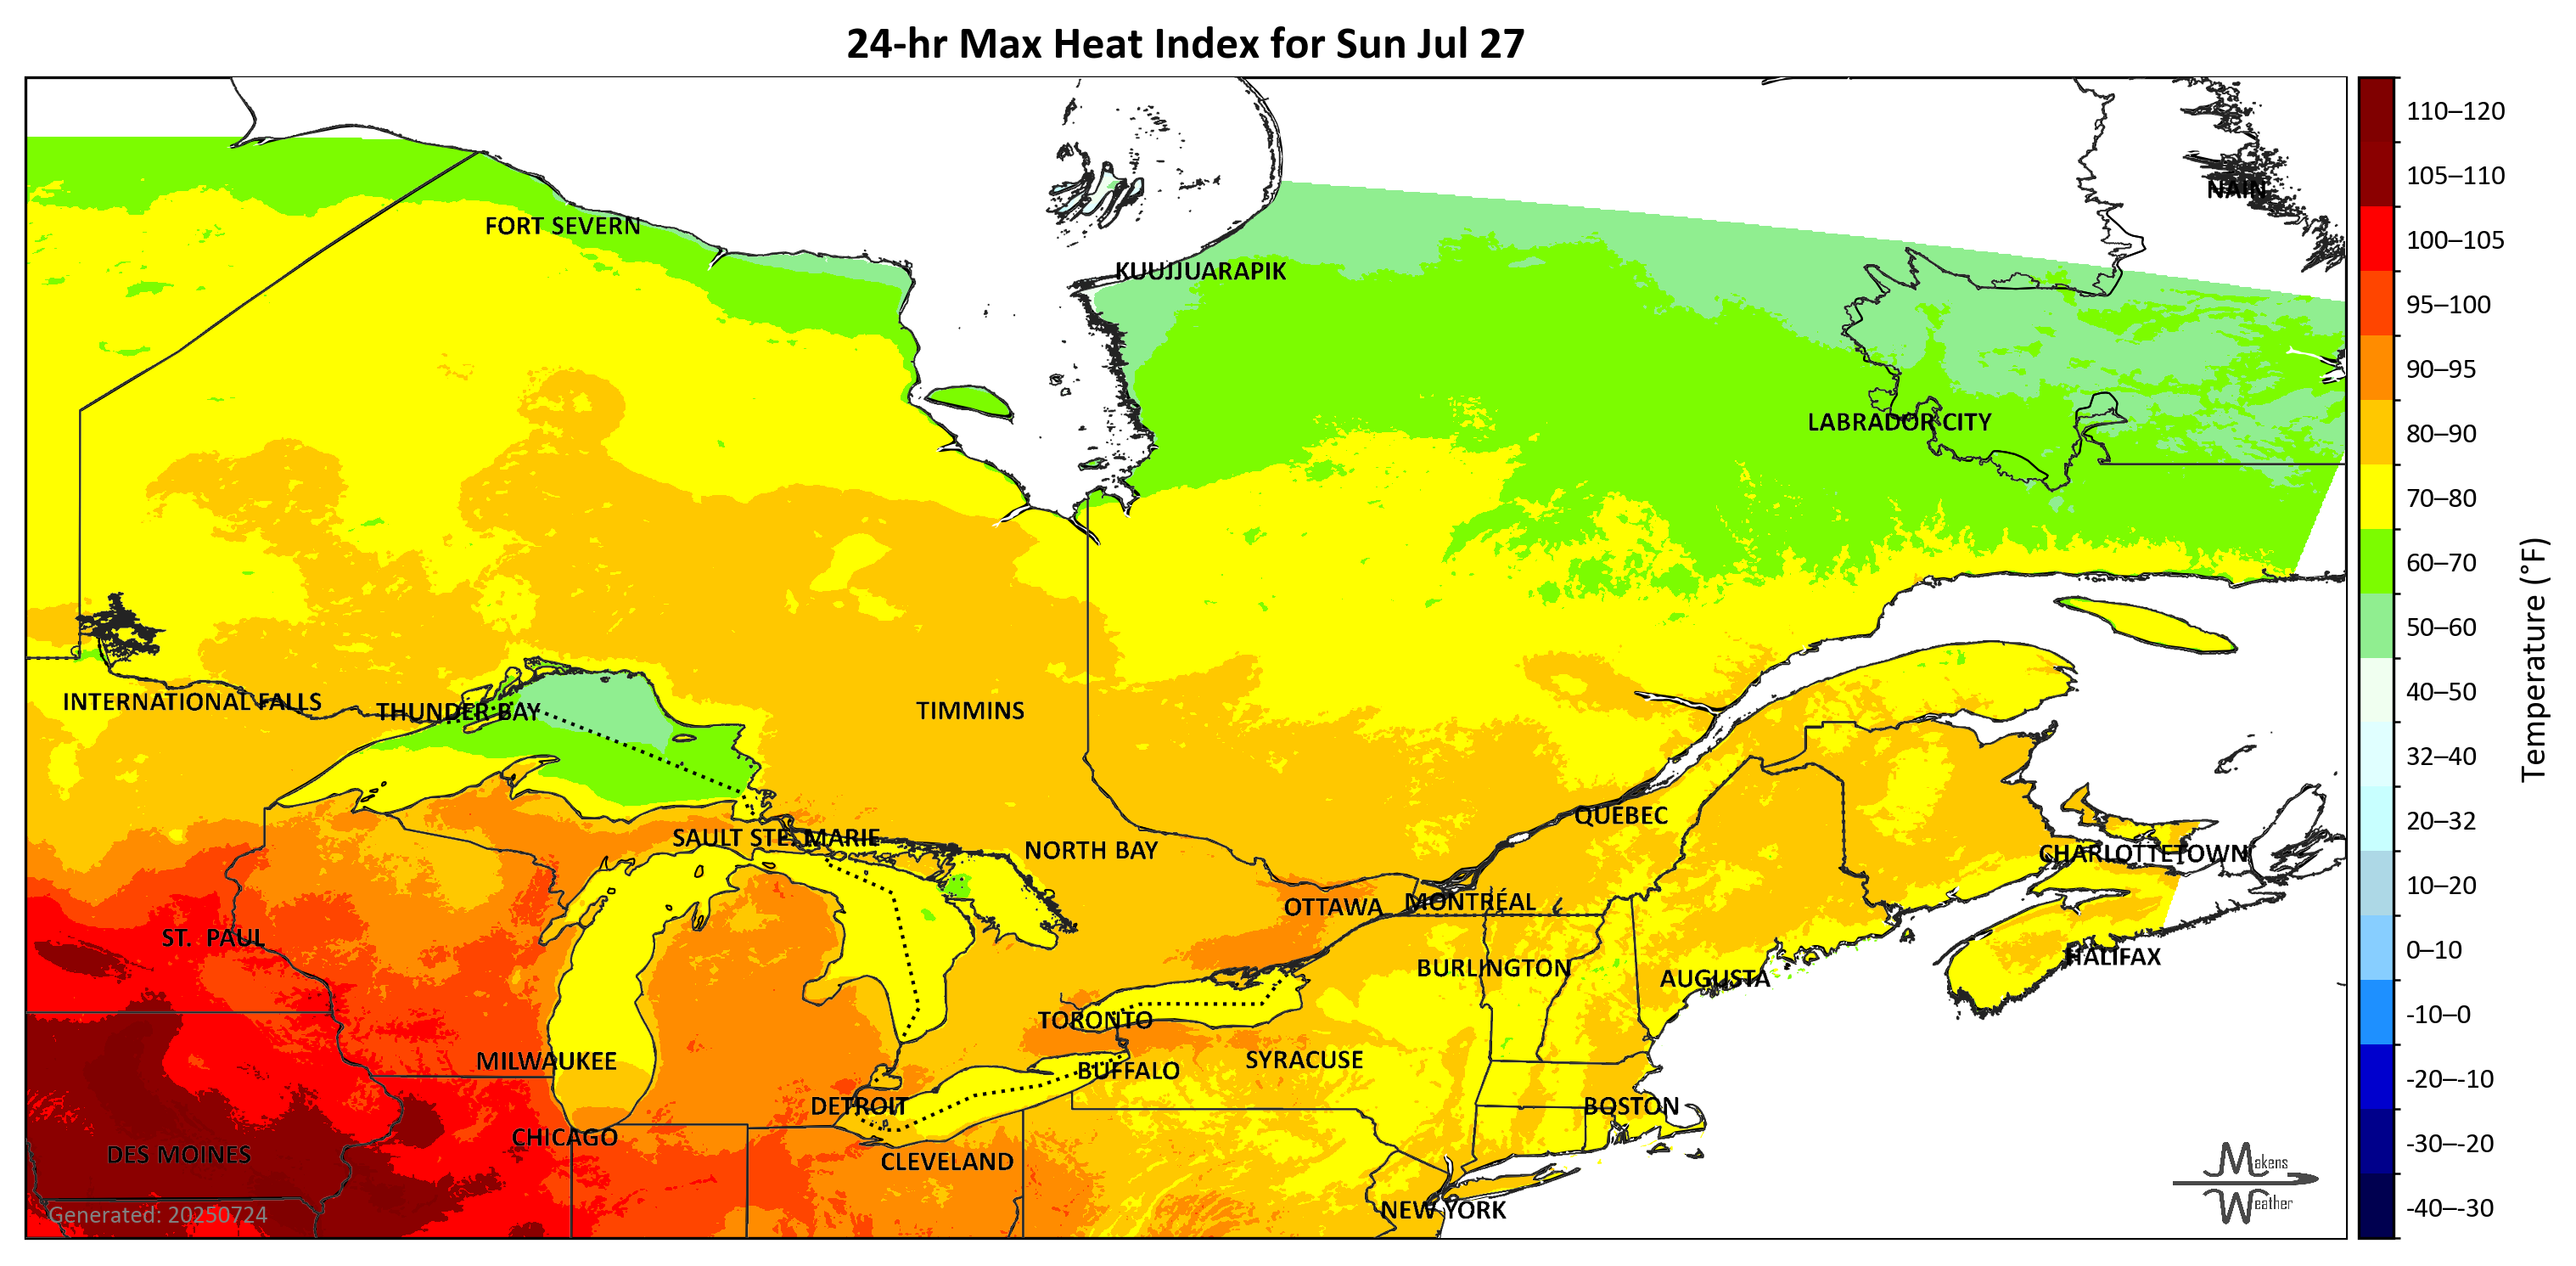 24-hr Max Heat Index for Sun Jul 27
NAIN
FORT SEVERN
KUUJJUARAPIK
LABRADOR CITY
INTERNATIONAL FALLS
THUNDER BAY
TIMMINS
QUEBEC
SAULT STE. MARIE
NORTH BAY
CHARLOTTETOWN
OTTAWA
MONTRÉAL
ST. PAUL
HALIFAX
BURLINGTON
AUGUSTA
TORONTO
MILWAUKEE
SYRACUSE
BUFFALO
DETROIT
BOSTON
CHICAGO
DES MOINES
CLEVELAND
NEW YORK
Generated: 20250724
Makens
Weather
110–120
105–110
100–105
95–100
90–95
80–90
70–80
60–70
50–60
40–50
32–40
20–32
10–20
0–10
-10–0
-20–-10
-30–-20
-40–-30
Temperature (°F)